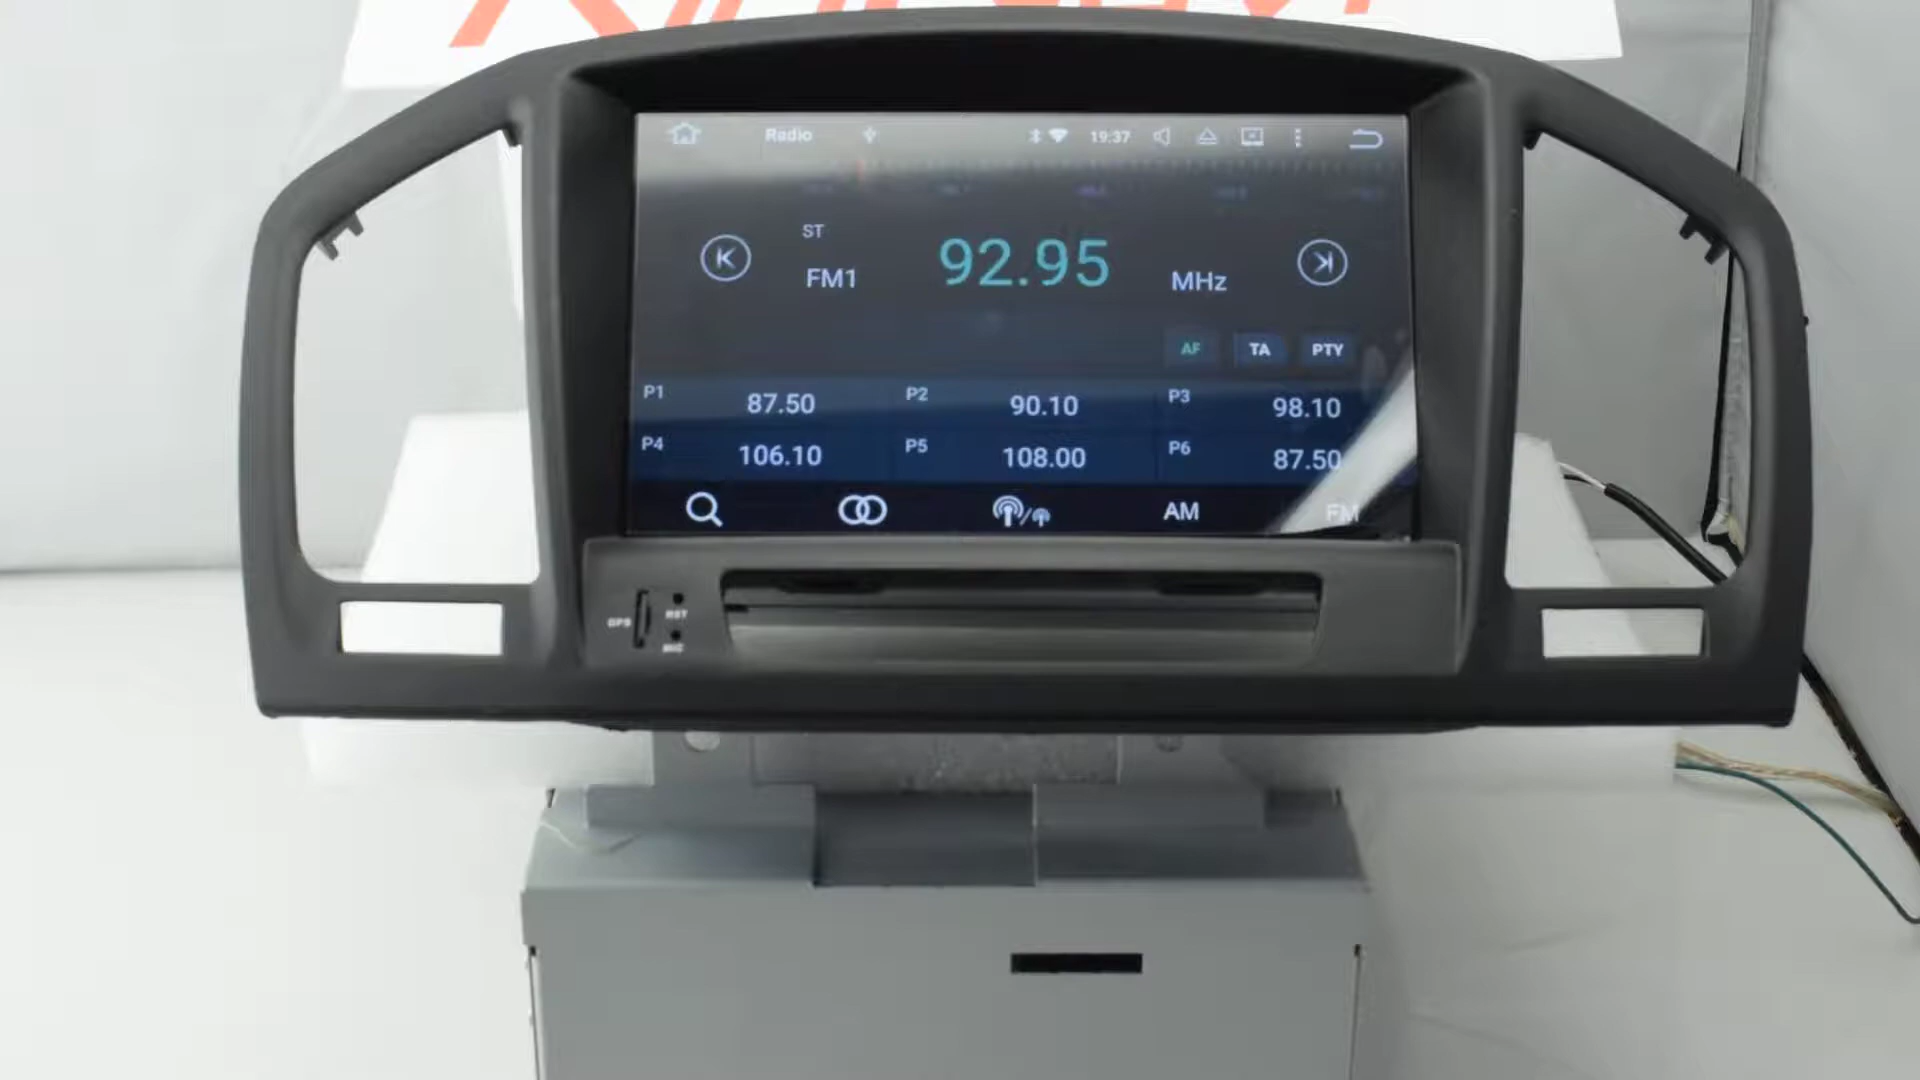 Radio 19:37
ST
FM1 92.95 MHz
AF TA PTY
P1 87.50 P2 90.10 P3 98.10
P4 106.10 P5 108.00 P6 87.50
AM FM
GPS RST
MIC